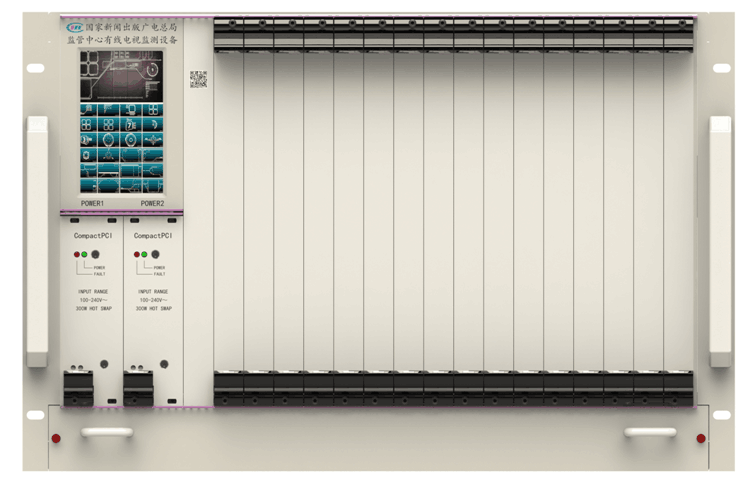 国家新闻出版广电总局
监管中心有线电视监测设备
POWER1 POWER2
CompactPCI CompactPCI
POWER POWER
FAULT FAULT
INPUT RANGE INPUT RANGE
100-240V~ 100-240V~
300W HOT SWAP 300W HOT SWAP